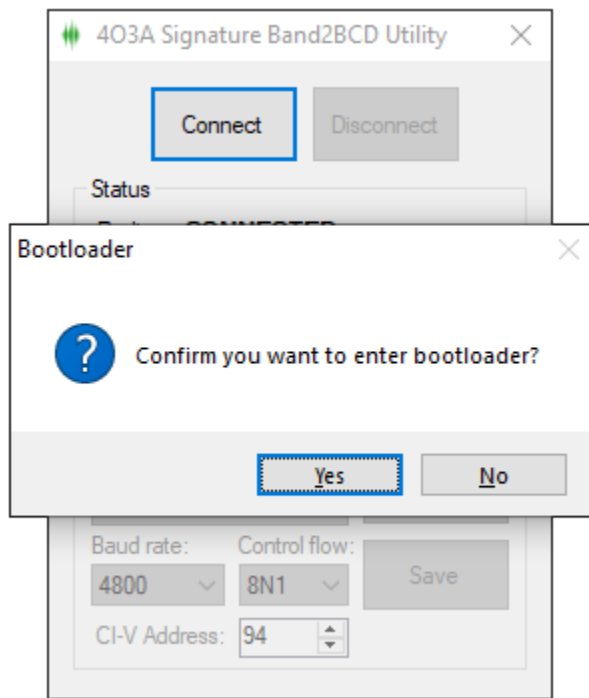 4O3A Signature Band2BCD Utility
Connect
Disconnect
Status
Bootloader
Confirm you want to enter bootloader?
Yes
No
Baud rate:
Control flow:
4800
8N1
Save
CI-V Address:
94